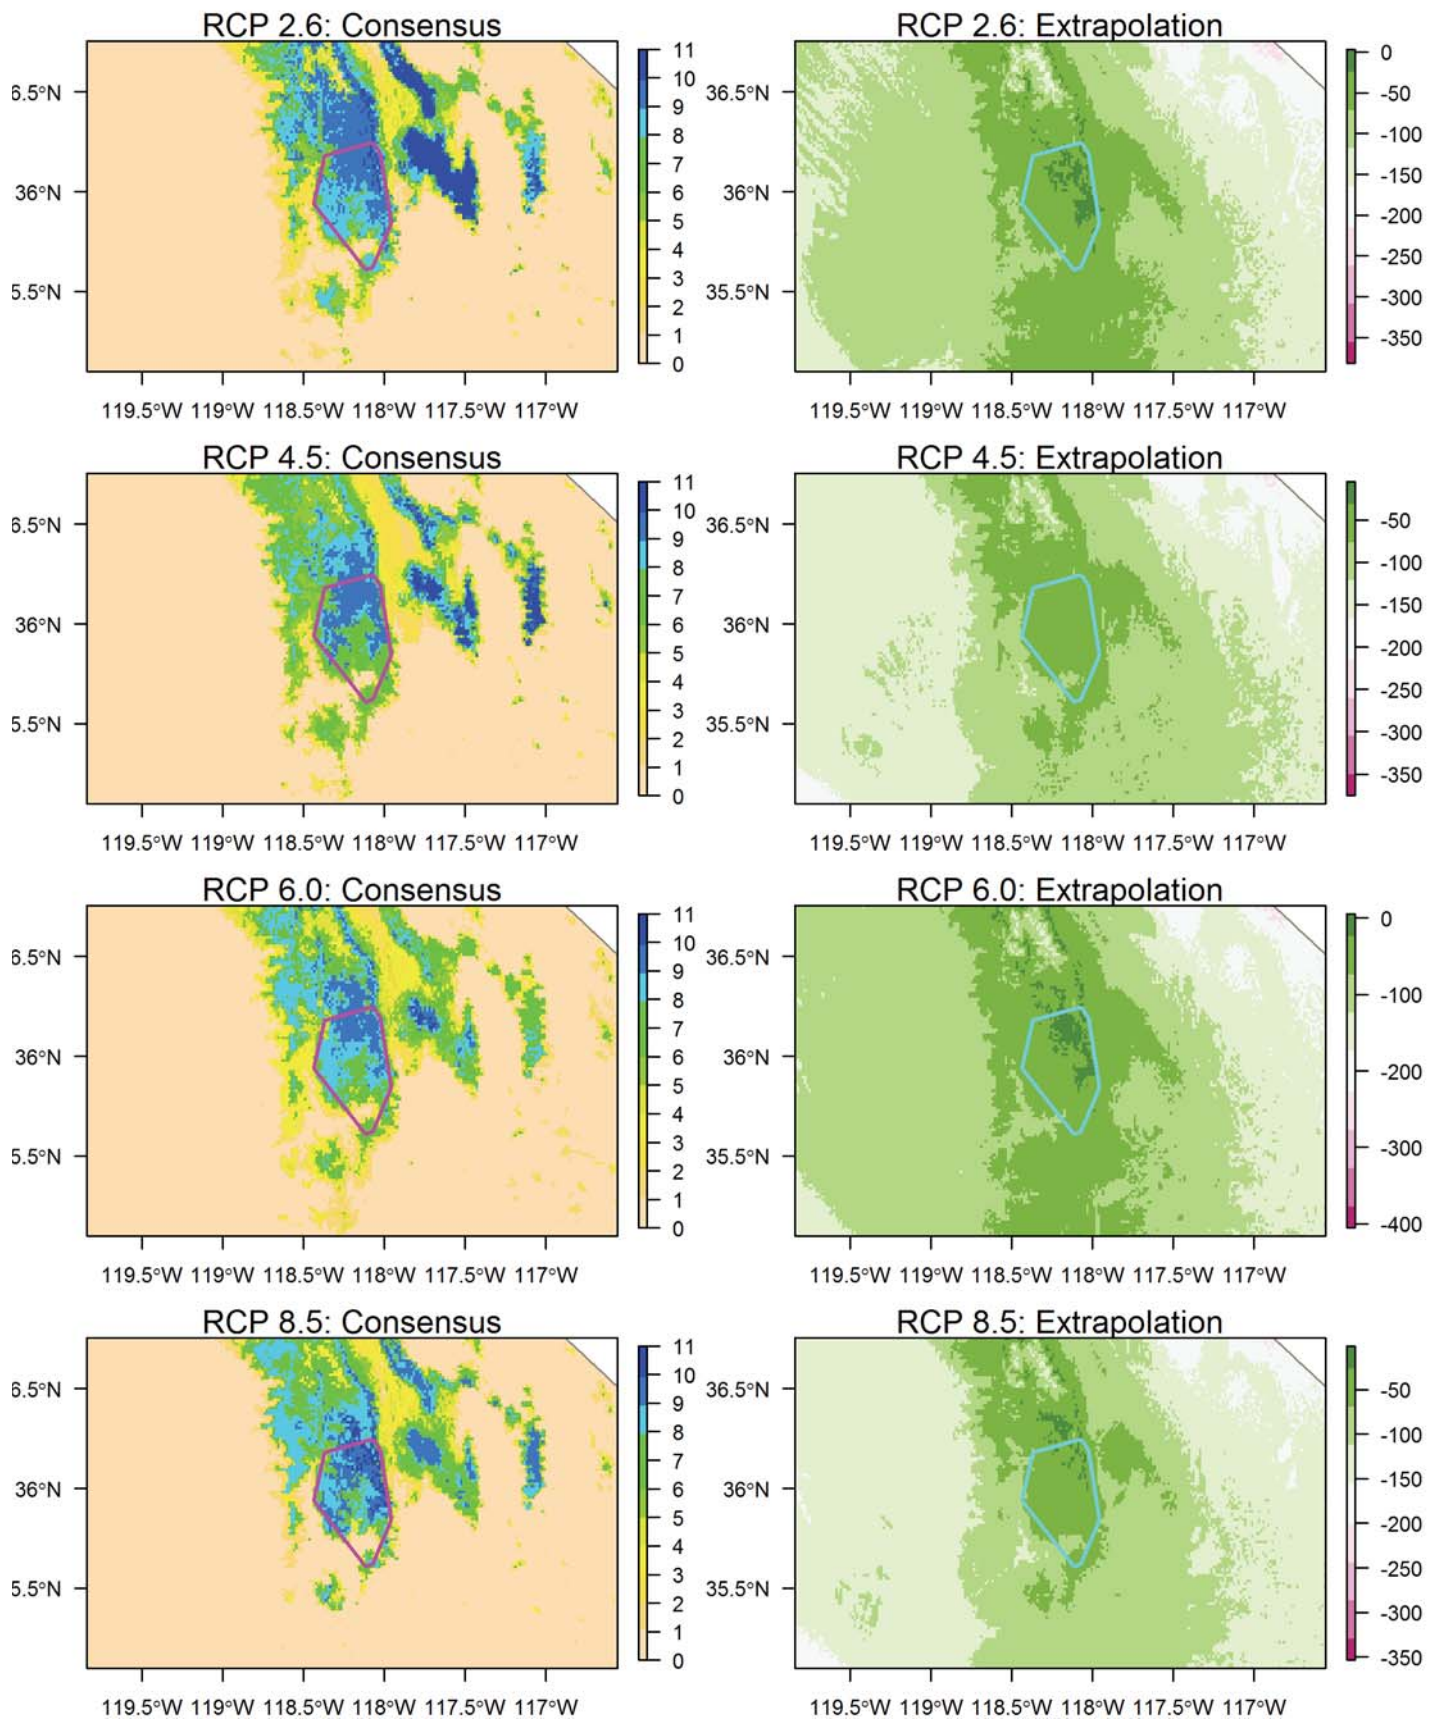 RCP 2.6: Consensus
6.5°N
36°N
5.5°N
119.5°W 119°W 118.5°W 118°W 117.5°W 117°W
11
10
9
8
7
6
5
4
3
2
1
0
RCP 2.6: Extrapolation
36.5°N
36°N
35.5°N
119.5°W 119°W 118.5°W 118°W 117.5°W 117°W
0
-50
-100
-150
-200
-250
-300
-350
RCP 4.5: Consensus
6.5°N
36°N
5.5°N
119.5°W 119°W 118.5°W 118°W 117.5°W 117°W
11
10
9
8
7
6
5
4
3
2
1
0
RCP 4.5: Extrapolation
36.5°N
36°N
35.5°N
119.5°W 119°W 118.5°W 118°W 117.5°W 117°W
-50
-100
-150
-200
-250
-300
-350
RCP 6.0: Consensus
6.5°N
36°N
5.5°N
119.5°W 119°W 118.5°W 118°W 117.5°W 117°W
11
10
9
8
7
6
5
4
3
2
1
0
RCP 6.0: Extrapolation
36.5°N
36°N
35.5°N
119.5°W 119°W 118.5°W 118°W 117.5°W 117°W
0
-100
-200
-300
-400
RCP 8.5: Consensus
6.5°N
36°N
5.5°N
119.5°W 119°W 118.5°W 118°W 117.5°W 117°W
11
10
9
8
7
6
5
4
3
2
1
0
RCP 8.5: Extrapolation
36.5°N
36°N
35.5°N
119.5°W 119°W 118.5°W 118°W 117.5°W 117°W
-50
-100
-150
-200
-250
-300
-350